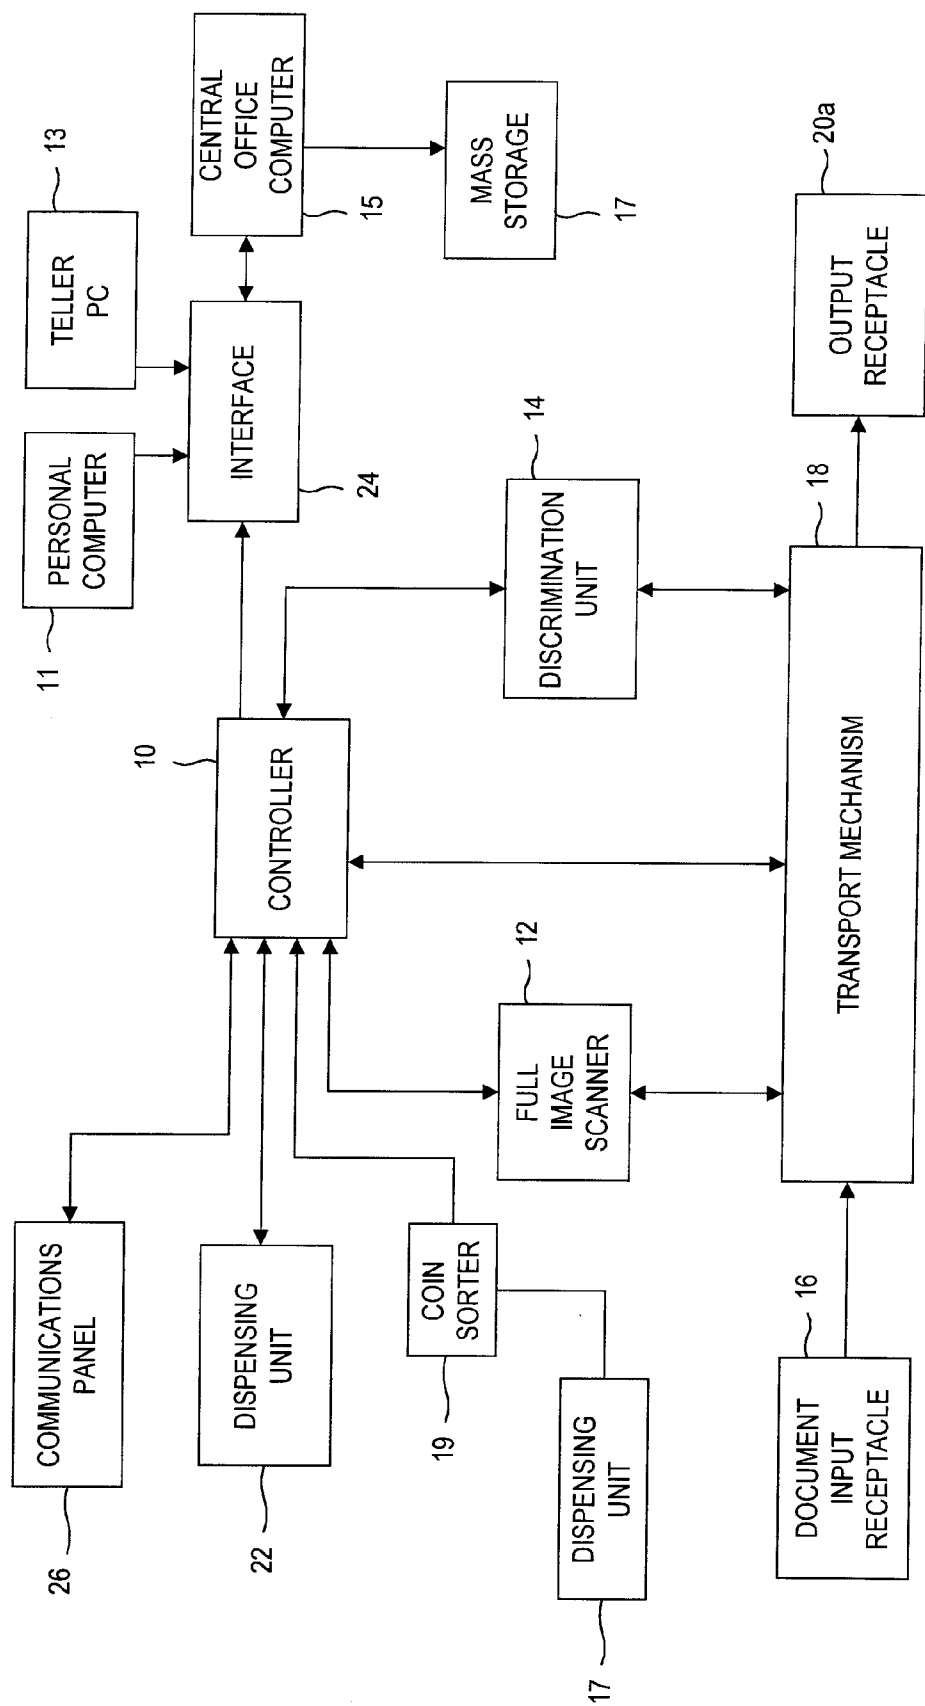 COMMUNICATIONS
PANEL
26
DISPENSING
UNIT
22
COIN
SORTER
19
DISPENSING
UNIT
17
DOCUMENT
INPUT
RECEPTACLE
16
FULL
IMAGE
SCANNER
12
CONTROLLER
10
TRANSPORT MECHANISM
18
DISCRIMINATION
UNIT
14
PERSONAL
COMPUTER
11
TELLER
PC
13
INTERFACE
24
CENTRAL
OFFICE
COMPUTER
15
MASS
STORAGE
17
OUTPUT
RECEPTACLE
20a